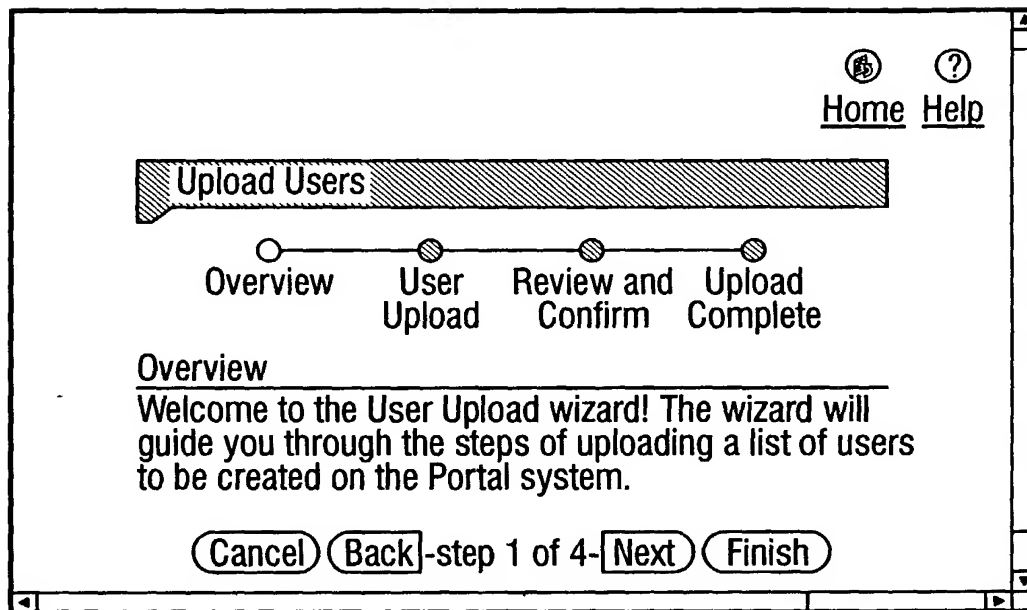 Home Help
Upload Users
Overview User Review and Upload
Upload Confirm Complete
Overview
Welcome to the User Upload wizard! The wizard will
guide you through the steps of uploading a list of users
to be created on the Portal system.
Cancel Back -step 1 of 4- Next Finish